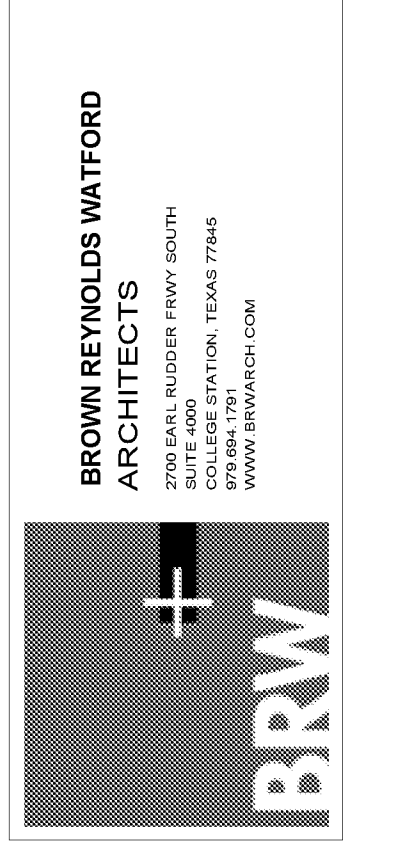 BROWN REYNOLDS WATFORD
ARCHITECTS
2700 EARL RUDDER FRWY SOUTH
SUITE 4000
COLLEGE STATION, TEXAS 77845
979.694.1791
WWW.BRWARCH.COM
BRW